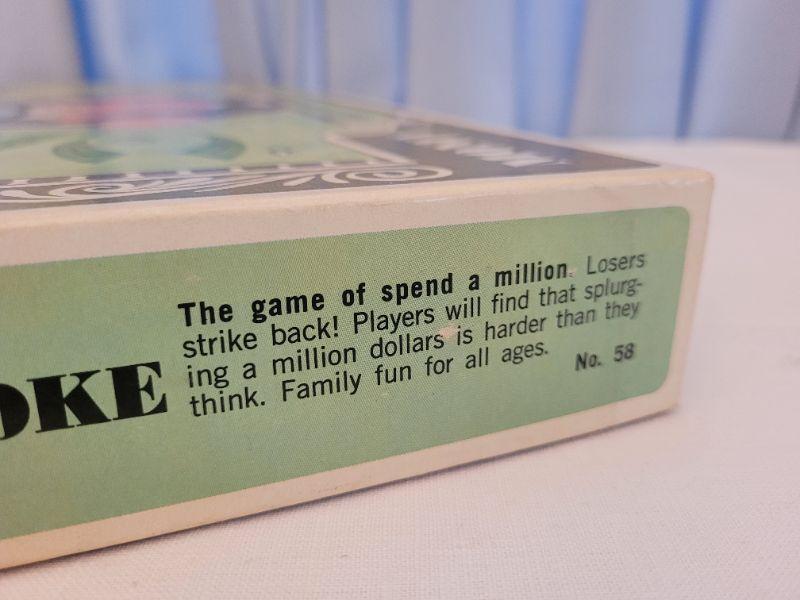 OKE
The game of spend a million. Losers
strike back! Players will find that splurg-
ing a million dollars is harder than they
think. Family fun for all ages.
No. 58